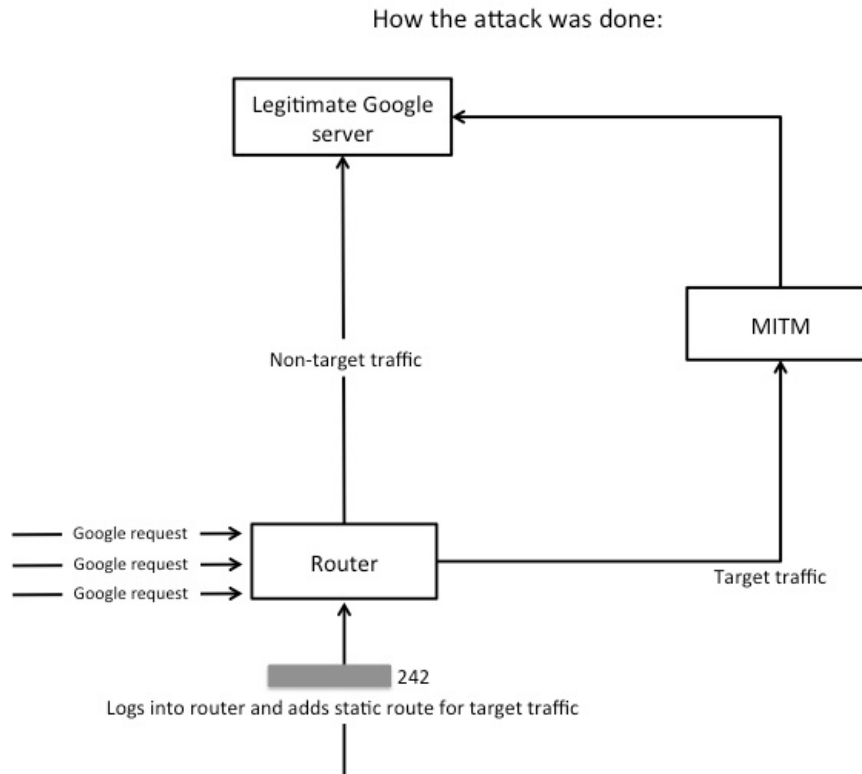 How the attack was done:
Legitimate Google
server
MITM
Non-target traffic
Google request
Google request
Google request
Router
Target traffic
242
Logs into router and adds static route for target traffic